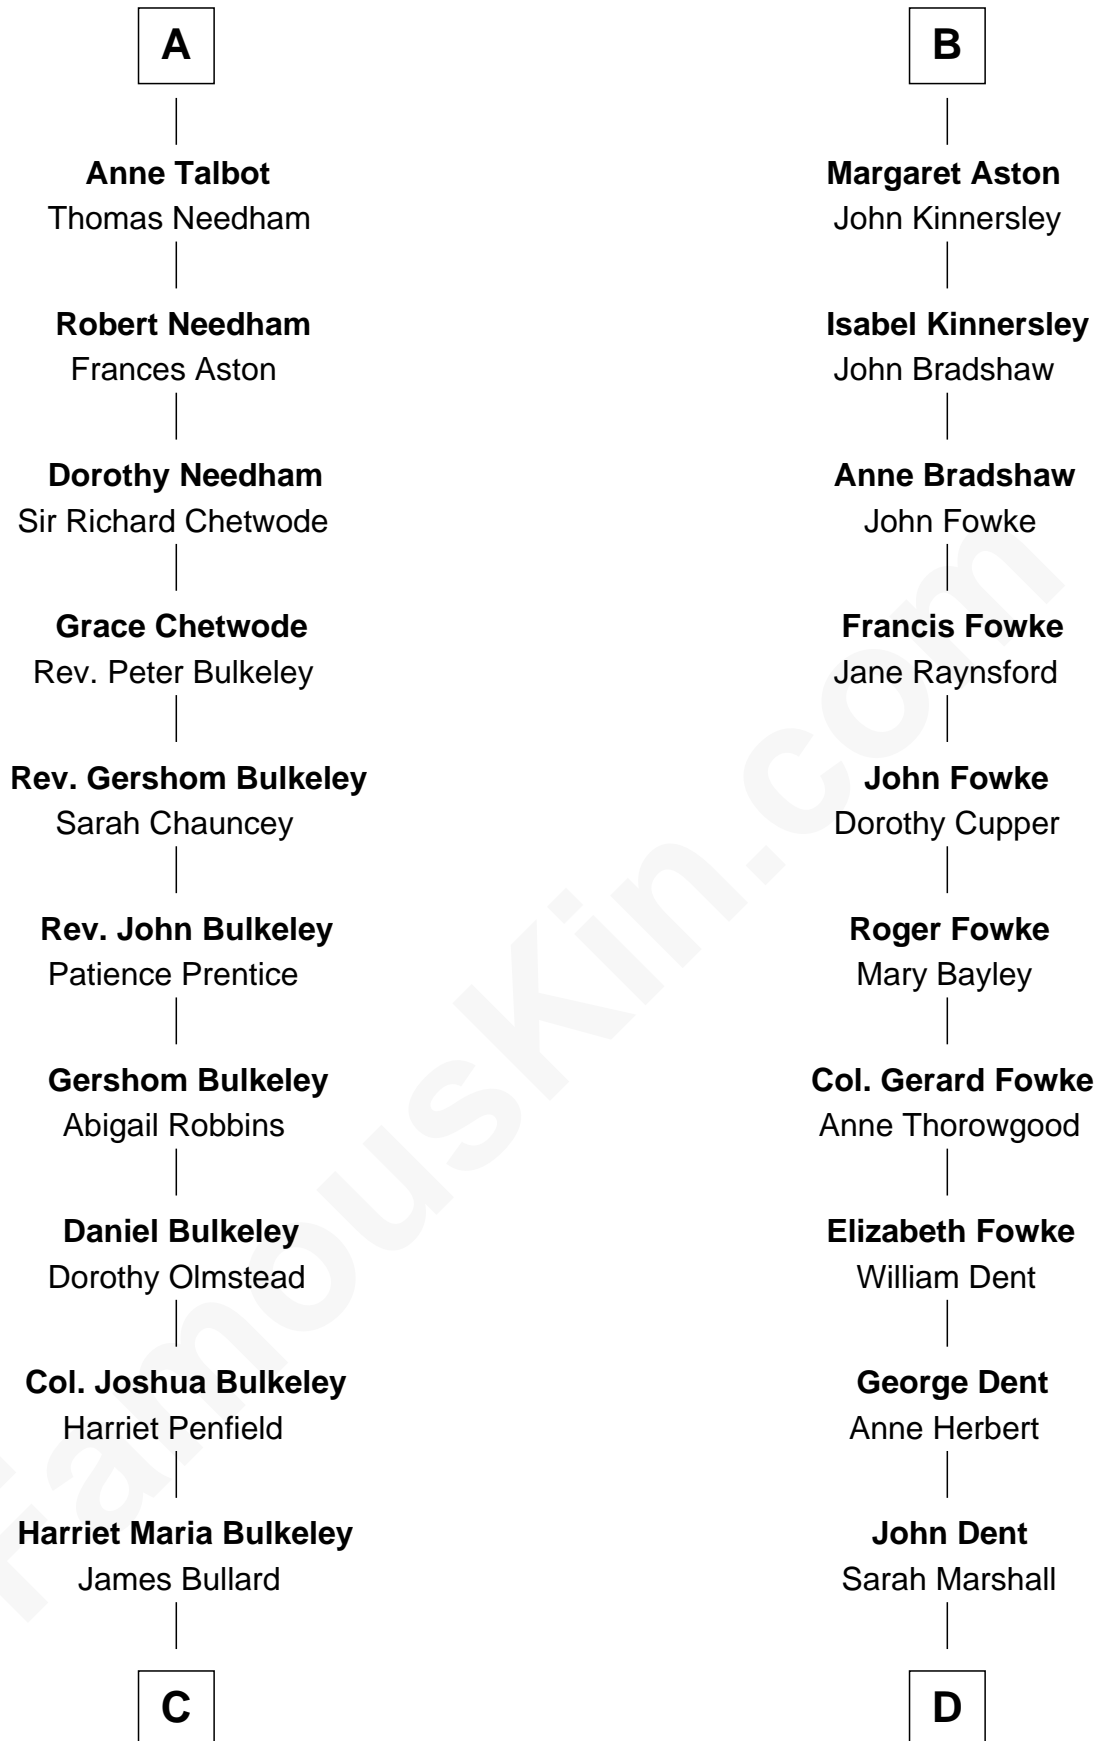 A
Anne Talbot
Thomas Needham
Robert Needham
Frances Aston
Dorothy Needham
Sir Richard Chetwode
Grace Chetwode
Rev. Peter Bulkeley
Rev. Gershom Bulkeley
Sarah Chauncey
Rev. John Bulkeley
Patience Prentice
Gershom Bulkeley
Abigail Robbins
Daniel Bulkeley
Dorothy Olmstead
Col. Joshua Bulkeley
Harriet Penfield
Harriet Maria Bulkeley
James Bullard
C
B
Margaret Aston
John Kinnersley
Isabel Kinnersley
John Bradshaw
Anne Bradshaw
John Fowke
Francis Fowke
Jane Raynsford
John Fowke
Dorothy Cupper
Roger Fowke
Mary Bayley
Col. Gerard Fowke
Anne Thorowgood
Elizabeth Fowke
William Dent
George Dent
Anne Herbert
John Dent
Sarah Marshall
D
FamousKin.com